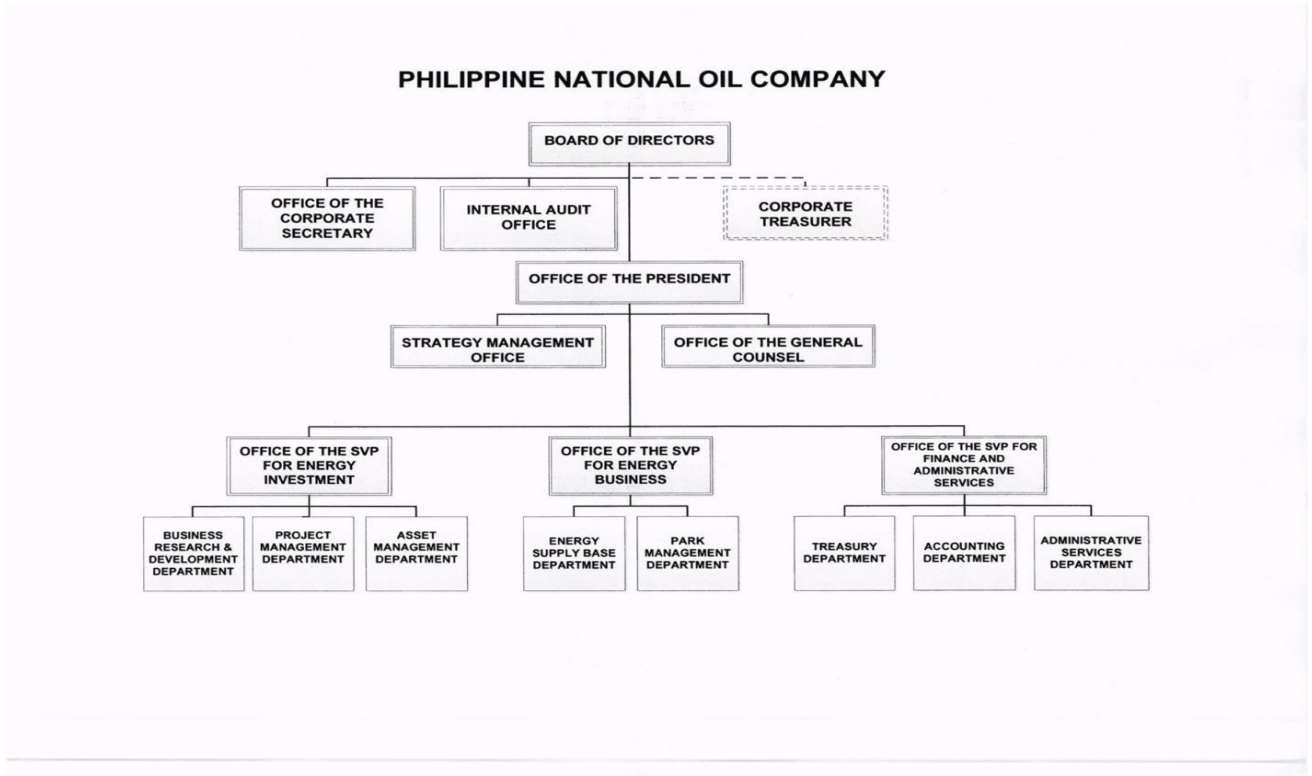 PHILIPPINE NATIONAL OIL COMPANY
BOARD OF DIRECTORS
OFFICE OF THE
CORPORATE
SECRETARY
INTERNAL AUDIT
OFFICE
CORPORATE
TREASURER
OFFICE OF THE PRESIDENT
STRATEGY MANAGEMENT
OFFICE
OFFICE OF THE GENERAL
COUNSEL
OFFICE OF THE SVP
FOR ENERGY
INVESTMENT
OFFICE OF THE SVP
FOR ENERGY
BUSINESS
OFFICE OF THE SVP FOR
FINANCE AND
ADMINISTRATIVE
SERVICES
BUSINESS
RESEARCH &
DEVELOPMENT
DEPARTMENT
PROJECT
MANAGEMENT
DEPARTMENT
ASSET
MANAGEMENT
DEPARTMENT
ENERGY
SUPPLY BASE
DEPARTMENT
PARK
MANAGEMENT
DEPARTMENT
TREASURY
DEPARTMENT
ACCOUNTING
DEPARTMENT
ADMINISTRATIVE
SERVICES
DEPARTMENT